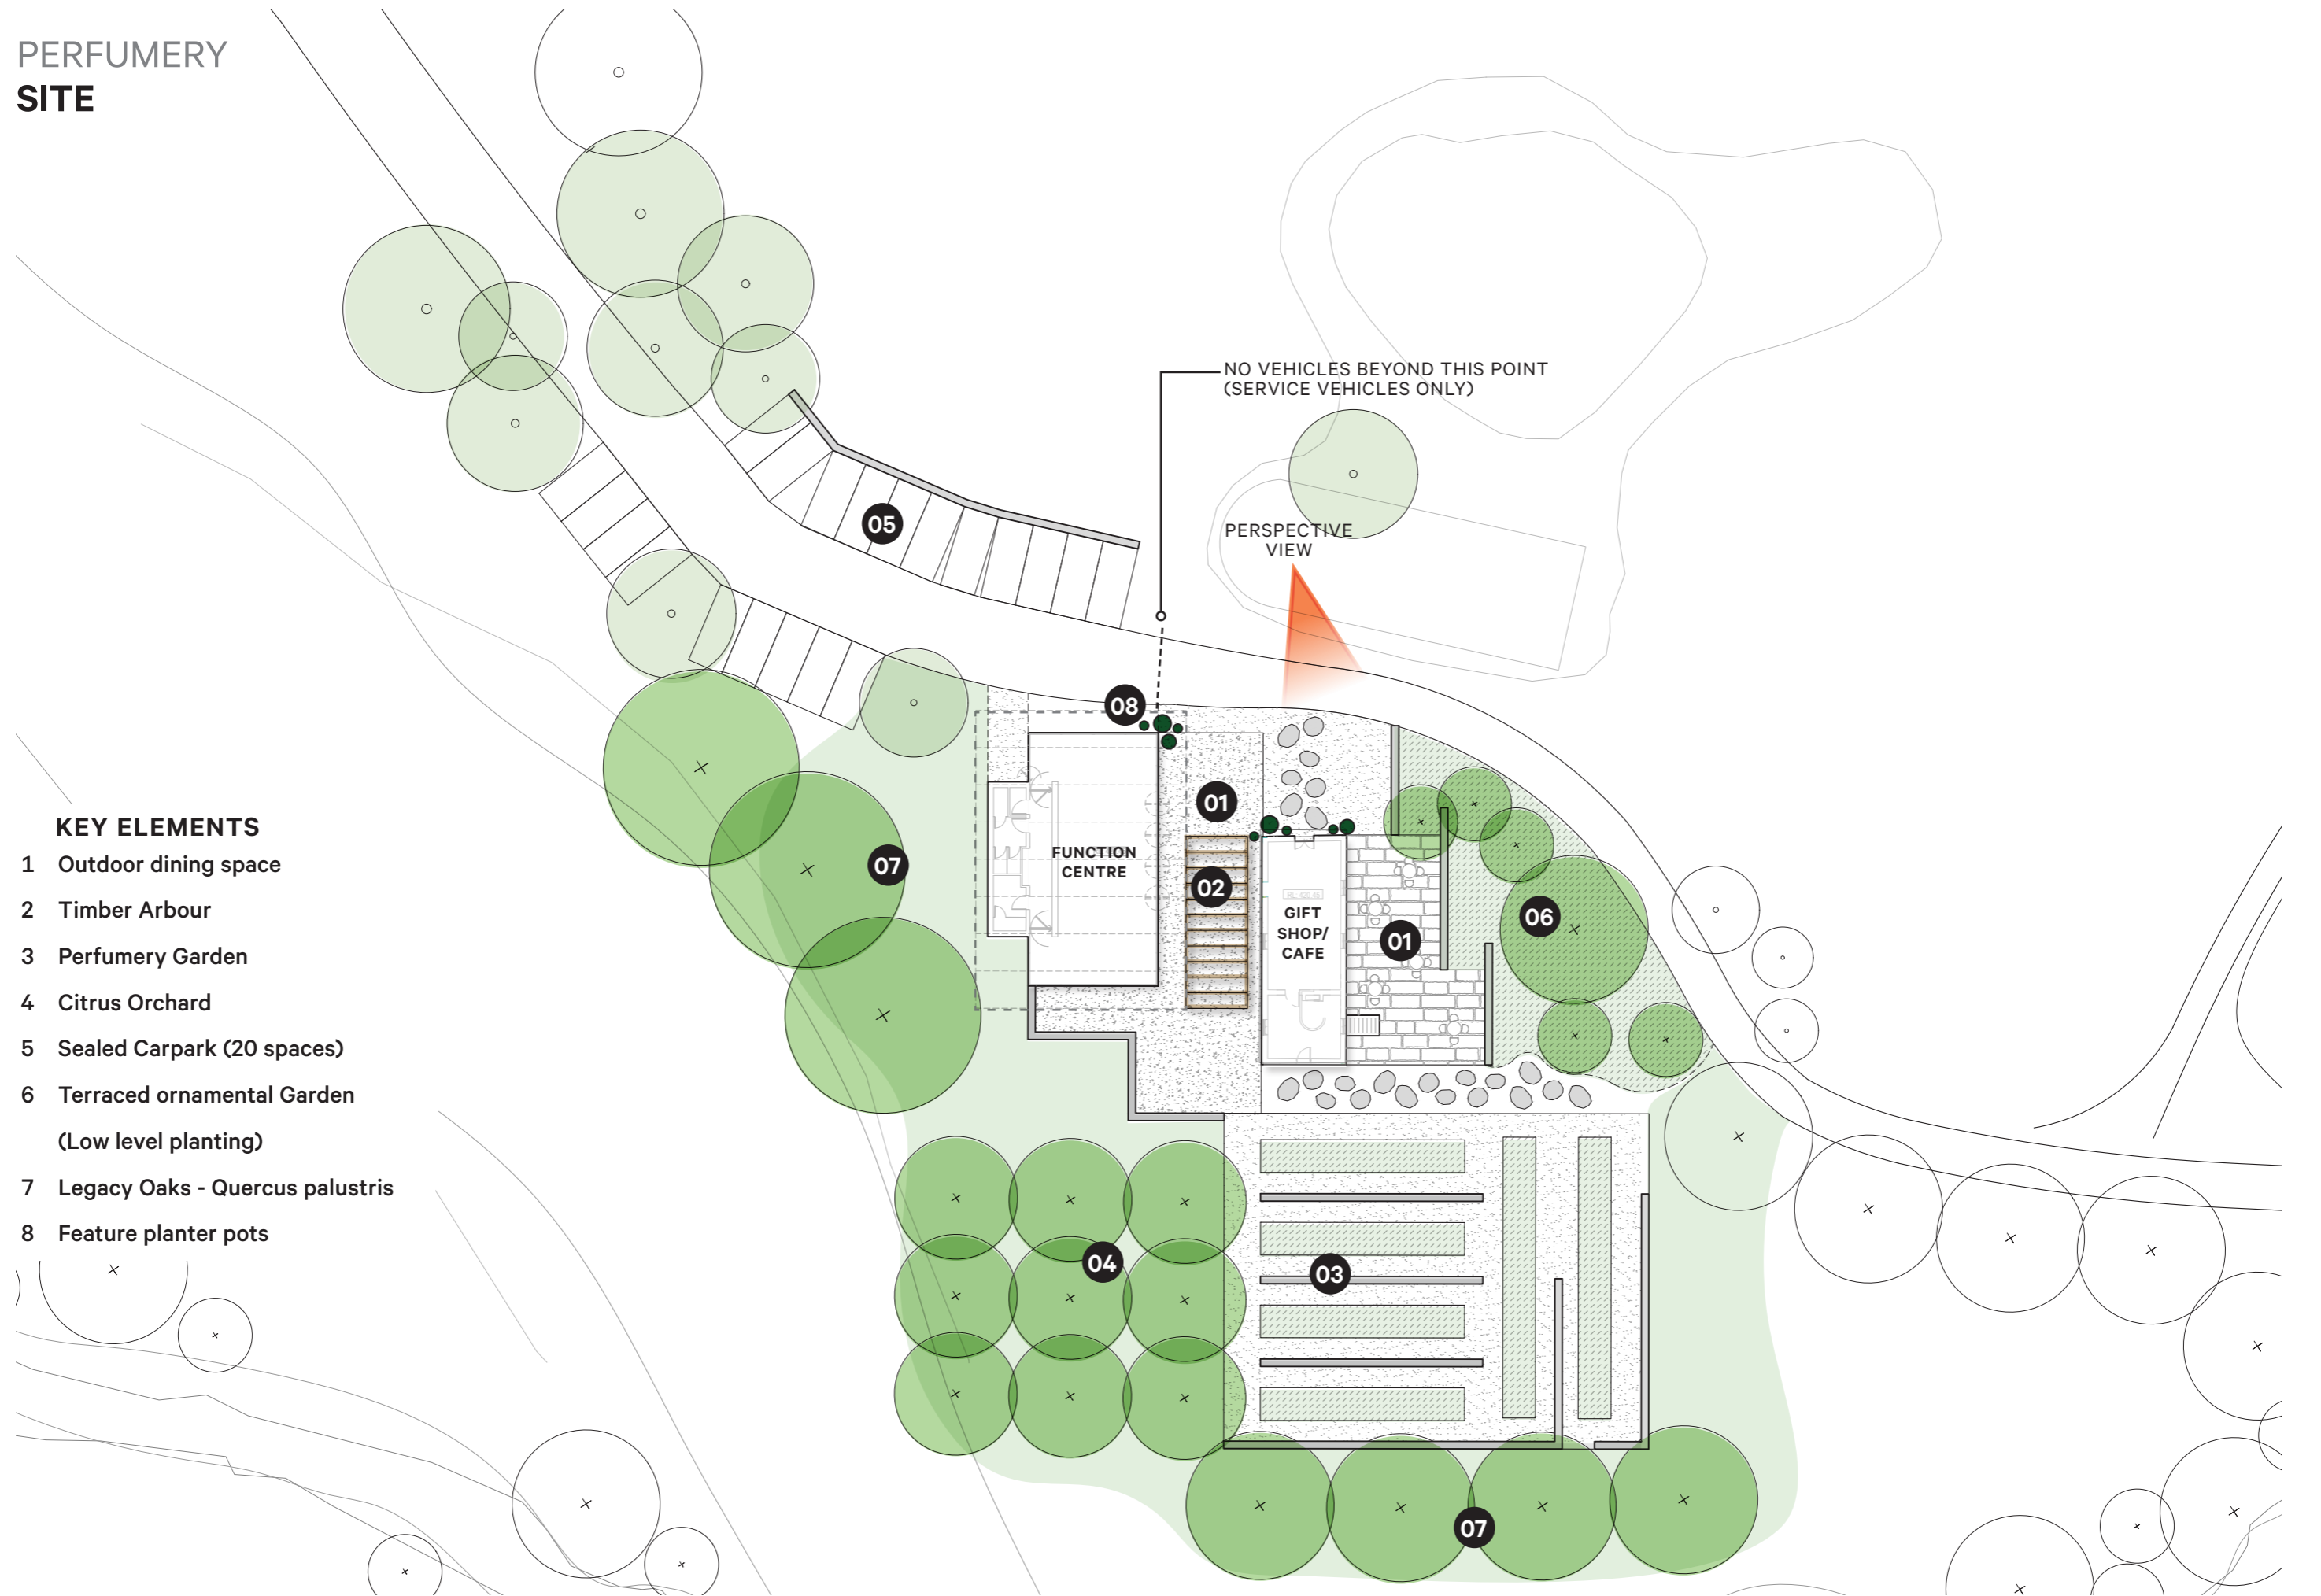 PERFUMERY
SITE
NO VEHICLES BEYOND THIS POINT
(SERVICE VEHICLES ONLY)
PERSPECTIVE
VIEW
05
08
01
FUNCTION
CENTRE
02
GIFT
SHOP/
CAFE
01
06
07
04
03
07
KEY ELEMENTS
1 Outdoor dining space
2 Timber Arbour
3 Perfumery Garden
4 Citrus Orchard
5 Sealed Carpark (20 spaces)
6 Terraced ornamental Garden
(Low level planting)
7 Legacy Oaks - Quercus palustris
8 Feature planter pots